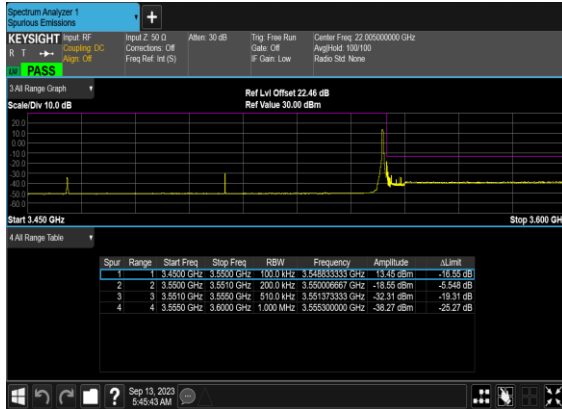 Spectrum Analyzer 1
Spurious Emissions
+
KEYSIGHT Input: RF Input Z: 50 Ω Atten: 30 dB Trig: Free Run Center Freq: 22.005000000 GHz
R T Coupling: DC Corrections: Off Gate: Off Avg|Hold: 100/100
Align: Off Freq Ref: Int (S) IF Gain: Low Radio Std: None
PASS
3 All Range Graph Ref Lvl Offset 22.46 dB
Scale/Div 10.0 dB Ref Value 30.00 dBm
20.0
10.0
0.00
-10.0
-20.0
-30.0
-40.0
-50.0
-60.0
Start 3.450 GHz Stop 3.600 GH
4 All Range Table
Spur Range Start Freq Stop Freq RBW Frequency Amplitude ΔLimit
1 1 3.4500 GHz 3.5500 GHz 100.0 kHz 3.548833333 GHz 13.45 dBm -16.55 dB
2 2 3.5500 GHz 3.5510 GHz 200.0 kHz 3.550006667 GHz -18.55 dBm -5.548 dB
3 3 3.5510 GHz 3.5550 GHz 510.0 kHz 3.551373333 GHz -32.31 dBm -19.31 dB
4 4 3.5550 GHz 3.6000 GHz 1.000 MHz 3.555300000 GHz -38.27 dBm -25.27 dB
? Sep 13, 2023
5:45:43 AM